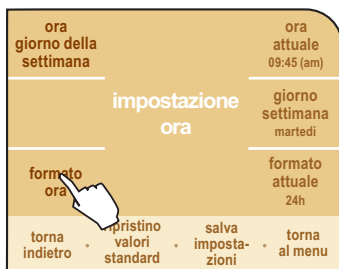 ora
giorno della
settimana
impostazione
ora
ora
attuale
09:45 (am)
giorno
settimana
martedi
formato
ora
formato
attuale
24h
torna
indietro
•
ripristino
valori
standard
•
salva
imposta-
zioni
•
torna
al menu